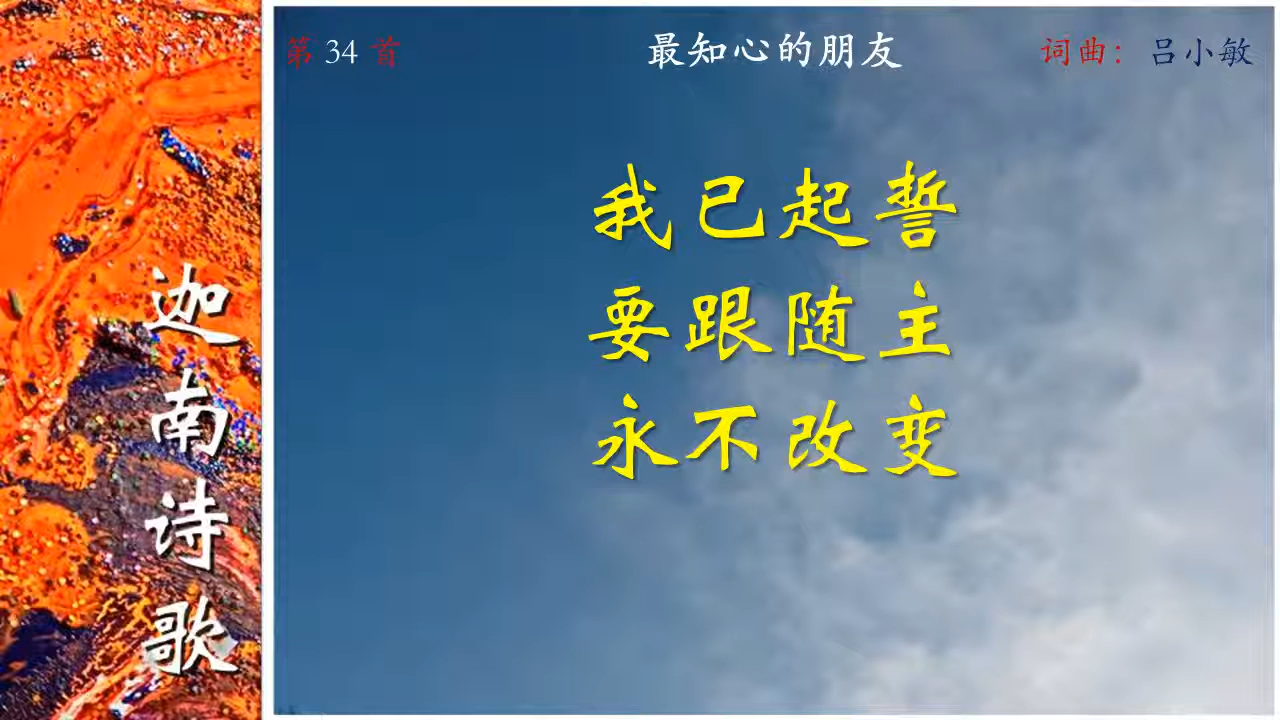 第 34 首
最知心的朋友
词曲：吕小敏
我已起誓
要跟随主
永不改变
迦南诗歌